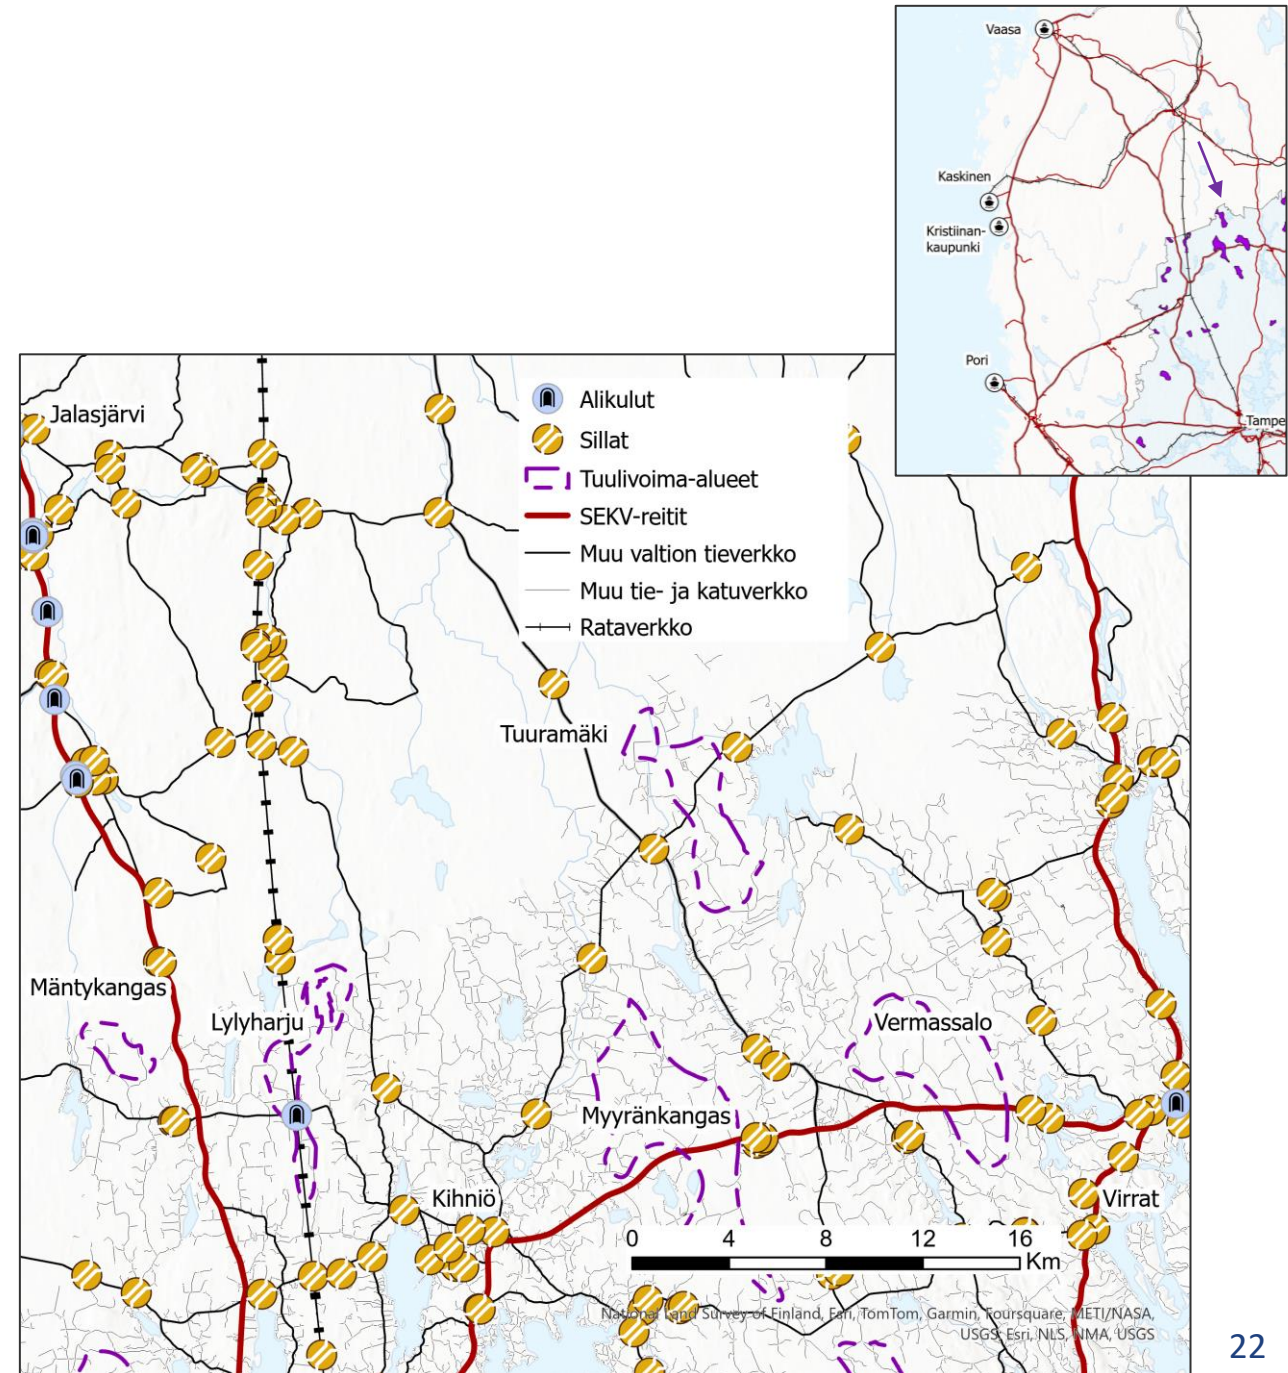 Vaasa
Kaskinen
Kristiinan-
kaupunki
Pori
Tampe
Jalasjärvi
Alikulut
Sillat
Tuulivoima-alueet
SEKV-reitit
Muu valtion tieverkko
Muu tie- ja katuverkko
Rataverkko
Tuuramäki
Mäntykangas
Lylyharju
Vermassalo
Myyränkangas
Kihniö
Virrat
0 4 8 12 16
Km
National Land Survey of Finland, Esri, TomTom, Garmin, Foursquare, METI/NASA,
USGS, Esri, NLS, NMA, USGS
22